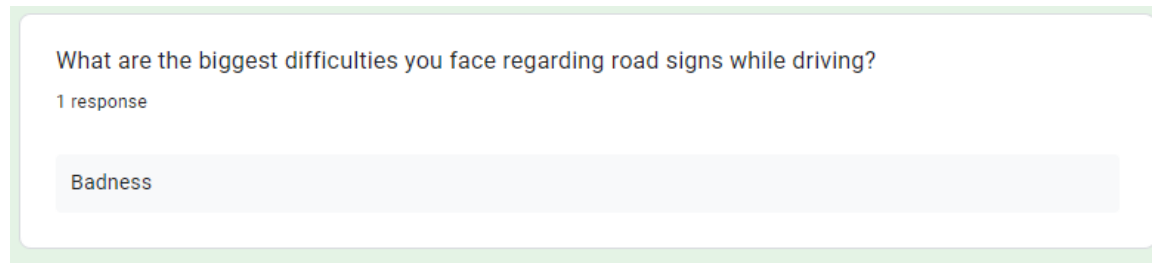 What are the biggest difficulties you face regarding road signs while driving?
1 response
Badness